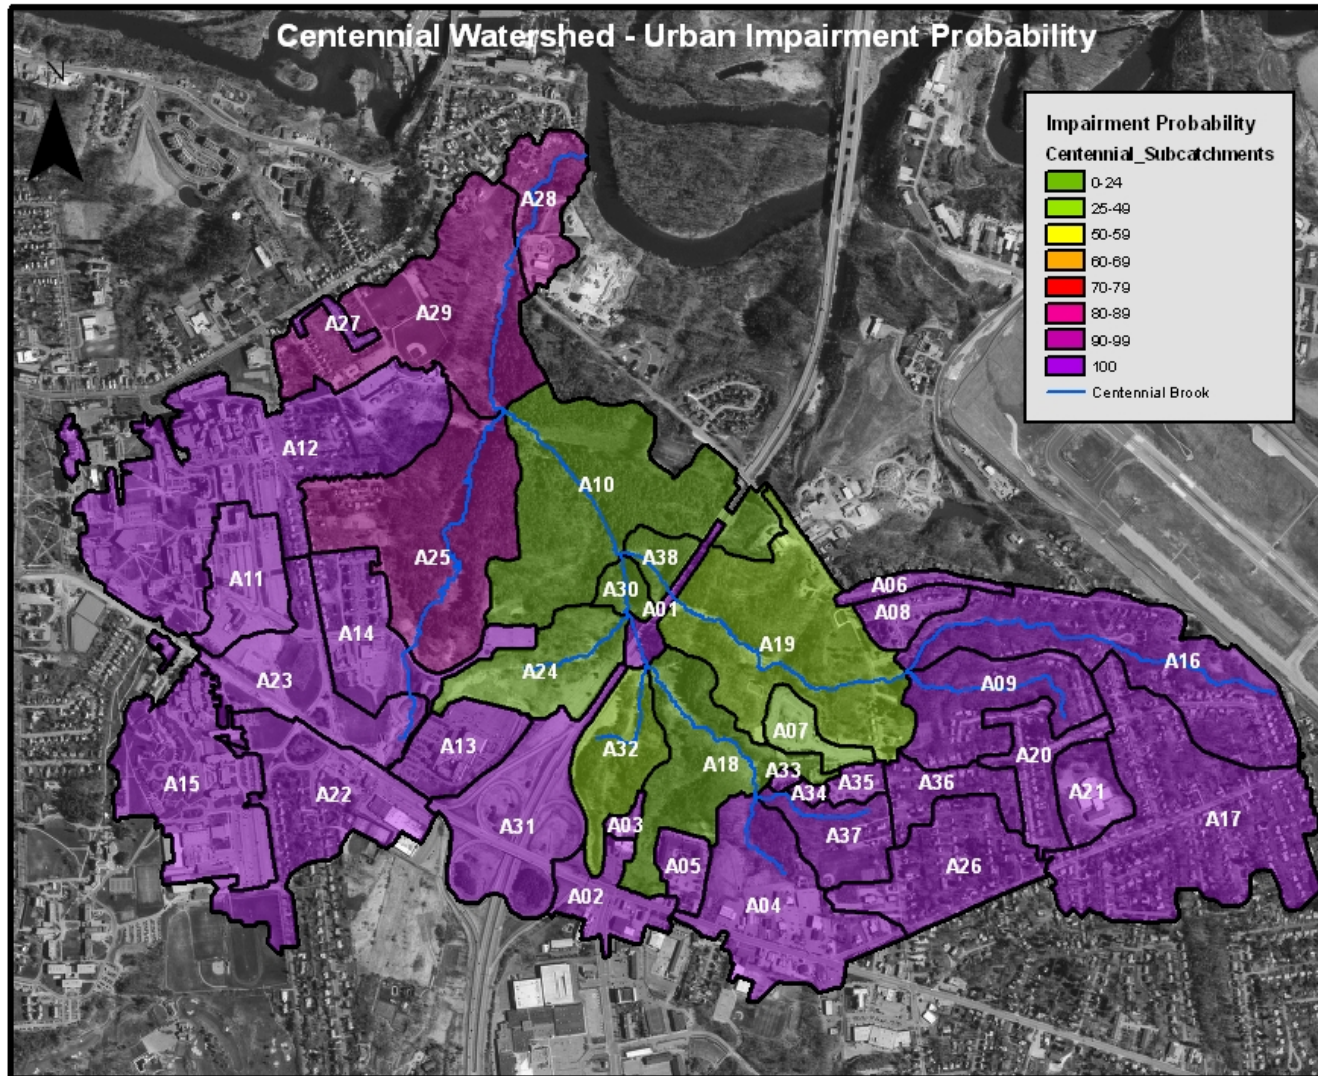 Centennial Watershed - Urban Impairment Probability
N
Impairment Probability
Centennial_Subcatchments
0-24
25-49
50-59
60-69
70-79
80-89
90-99
100
Centennial Brook
A28
A29
A27
A12
A10
A25
A38
A11
A30
A01
A06
A08
A14
A19
A16
A24
A09
A23
A07
A13
A32
A18
A33
A20
A15
A22
A35
A36
A34
A21
A31
A03
A37
A17
A05
A26
A02
A04